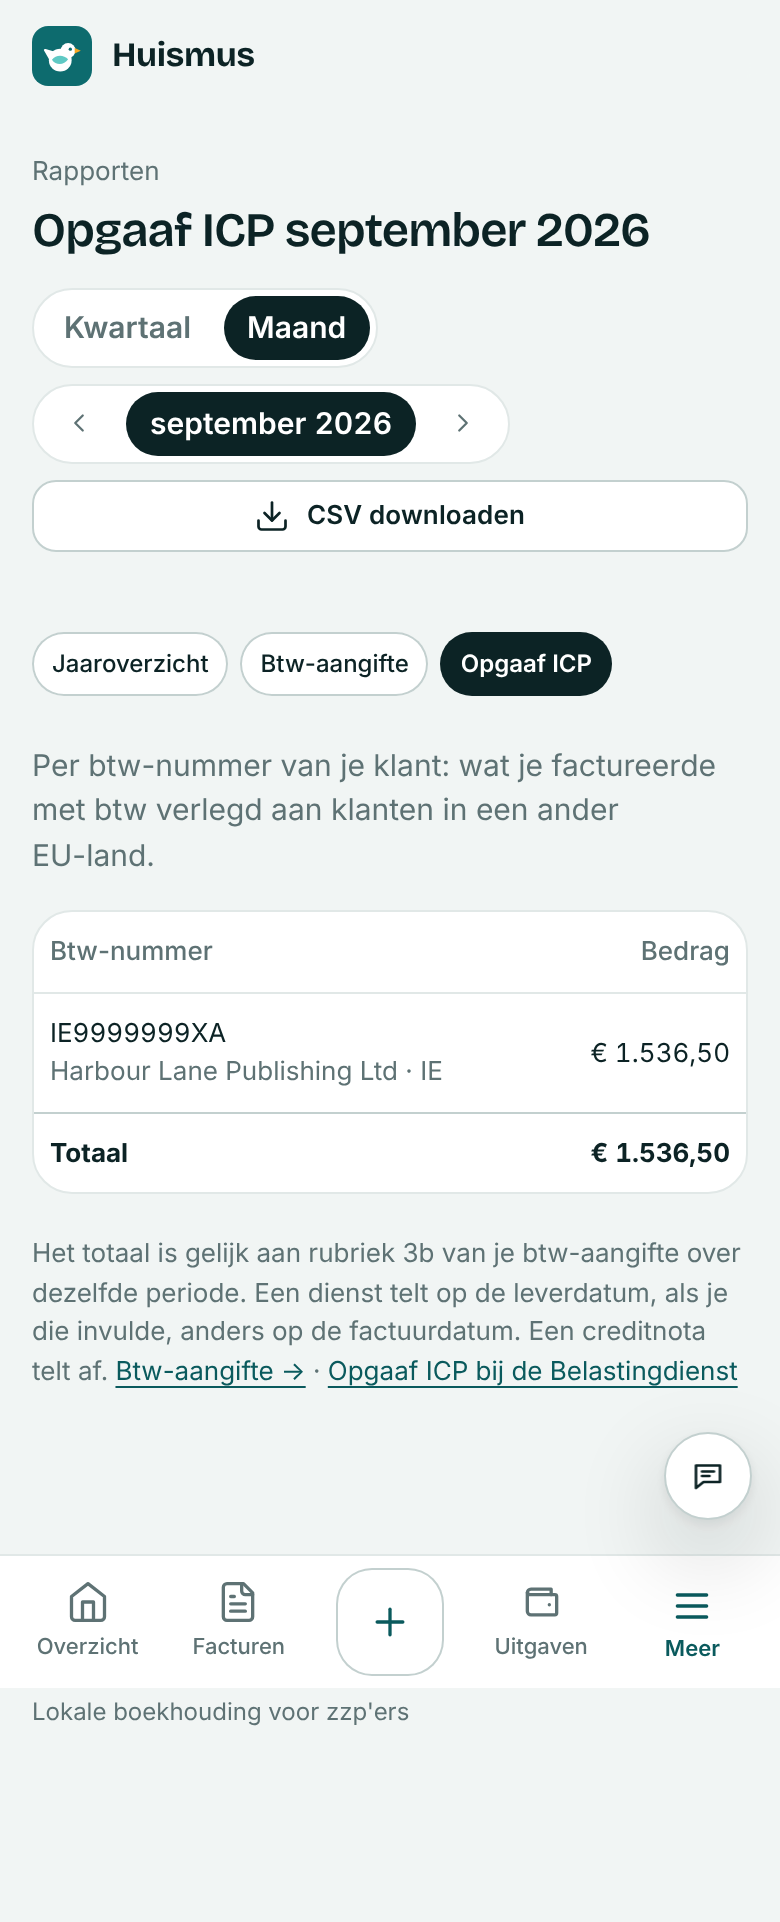 Huismus
Rapporten
Opgaaf ICP september 2026
Kwartaal Maand
september 2026
CSV downloaden
Jaaroverzicht Btw-aangifte Opgaaf ICP
Per btw-nummer van je klant: wat je factureerde
met btw verlegd aan klanten in een ander
EU-land.
Btw-nummer Bedrag
IE9999999XA
Harbour Lane Publishing Ltd · IE € 1.536,50
Totaal € 1.536,50
Het totaal is gelijk aan rubriek 3b van je btw-aangifte over
dezelfde periode. Een dienst telt op de leverdatum, als je
die invulde, anders op de factuurdatum. Een creditnota
telt af. Btw-aangifte → · Opgaaf ICP bij de Belastingdienst
Overzicht Facturen Uitgaven Meer
Lokale boekhouding voor zzp'ers